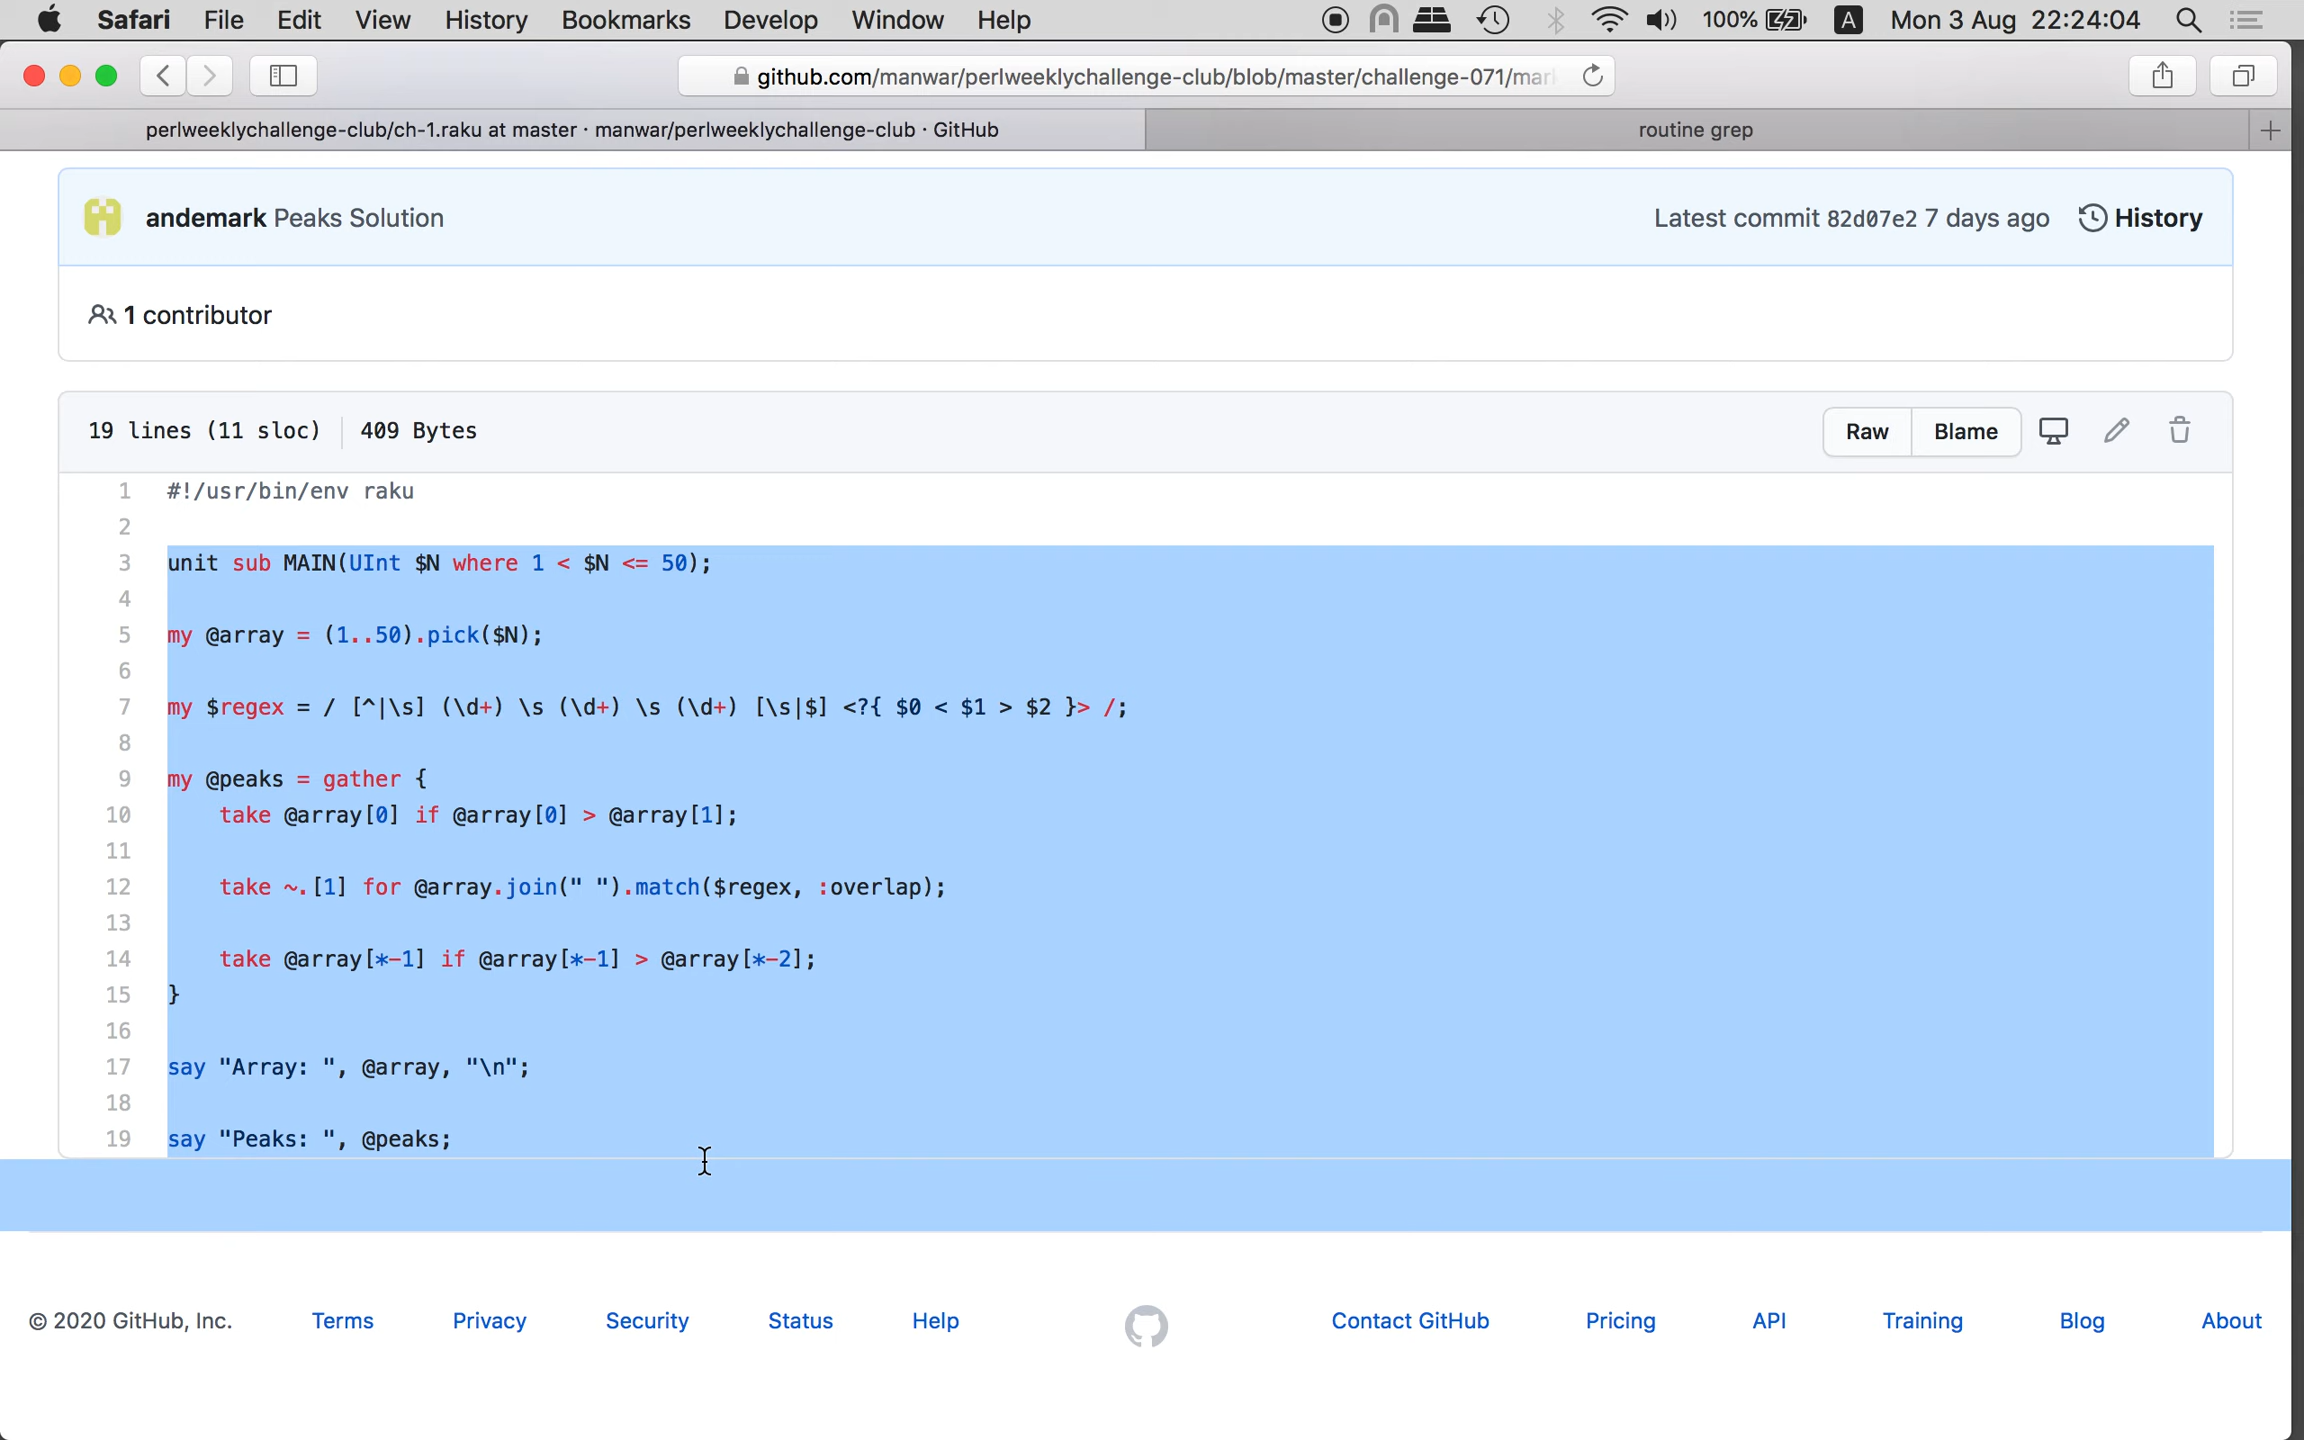 Safari File Edit View History Bookmarks Develop Window Help 100% A Mon 3 Aug 22:24:04
github.com/manwar/perlweeklychallenge-club/blob/master/challenge-071/mar
perlweeklychallenge-club/ch-1.raku at master · manwar/perlweeklychallenge-club · GitHub
routine grep
andemark Peaks Solution
Latest commit 82d07e2 7 days ago History
1 contributor
19 lines (11 sloc) 409 Bytes
Raw Blame
1 #!/usr/bin/env raku
2
3 unit sub MAIN(UInt $N where 1 < $N <= 50);
4
5 my @array = (1..50).pick($N);
6
7 my $regex = / [^|\s] (\d+) \s (\d+) \s (\d+) [\s|$] <?{ $0 < $1 > $2 }> /;
8
9 my @peaks = gather {
10 take @array[0] if @array[0] > @array[1];
11
12 take ~.[1] for @array.join(" ").match($regex, :overlap);
13
14 take @array[*-1] if @array[*-1] > @array[*-2];
15 }
16
17 say "Array: ", @array, "\n";
18
19 say "Peaks: ", @peaks;
© 2020 GitHub, Inc. Terms Privacy Security Status Help Contact GitHub Pricing API Training Blog About